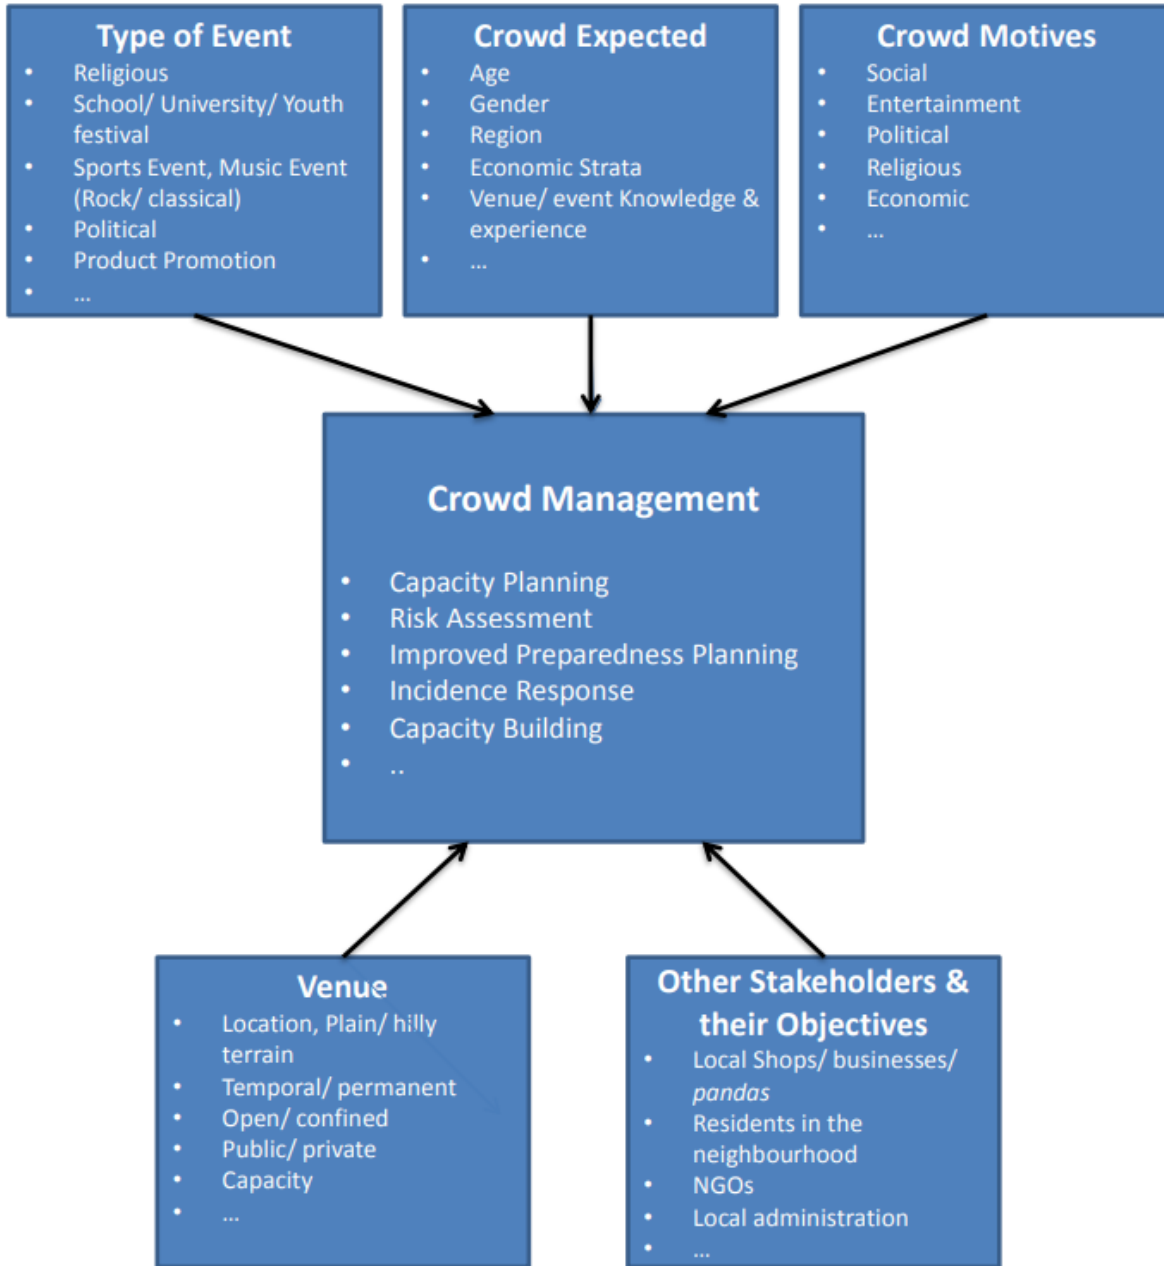 Type of Event
• Religious
• School/ University/ Youth
festival
• Sports Event, Music Event
(Rock/ classical)
• Political
• Product Promotion
• ...
Crowd Expected
• Age
• Gender
• Region
• Economic Strata
• Venue/ event Knowledge &
experience
• ...
Crowd Motives
• Social
• Entertainment
• Political
• Religious
• Economic
• ...
Crowd Management
• Capacity Planning
• Risk Assessment
• Improved Preparedness Planning
• Incidence Response
• Capacity Building
• ..
Venue
• Location, Plain/ hilly
terrain
• Temporal/ permanent
• Open/ confined
• Public/ private
• Capacity
• ...
Other Stakeholders &
their Objectives
• Local Shops/ businesses/
pandas
• Residents in the
neighbourhood
• NGOs
• Local administration
• ...